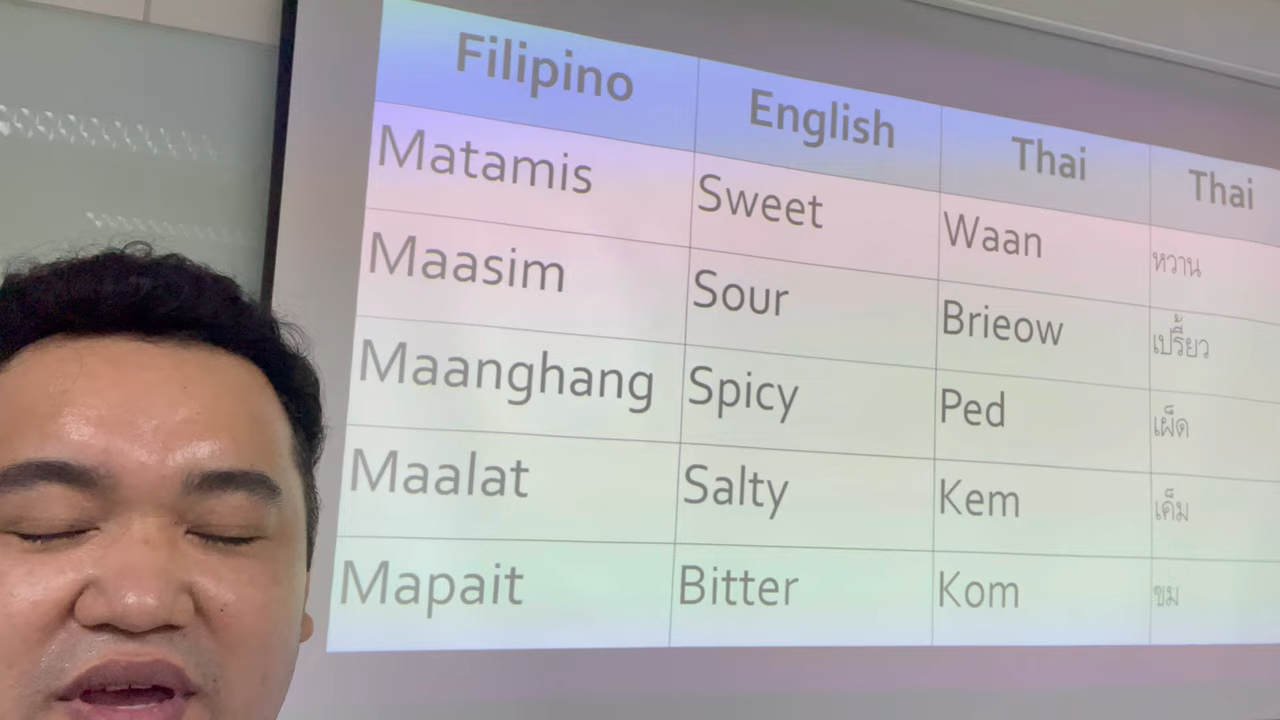 Filipino English Thai Thai
Matamis Sweet Waan หวาน
Maasim Sour Brieow เปรี้ยว
Maanghang Spicy Ped เผ็ด
Maalat Salty Kem เค็ม
Mapait Bitter Kom ขม